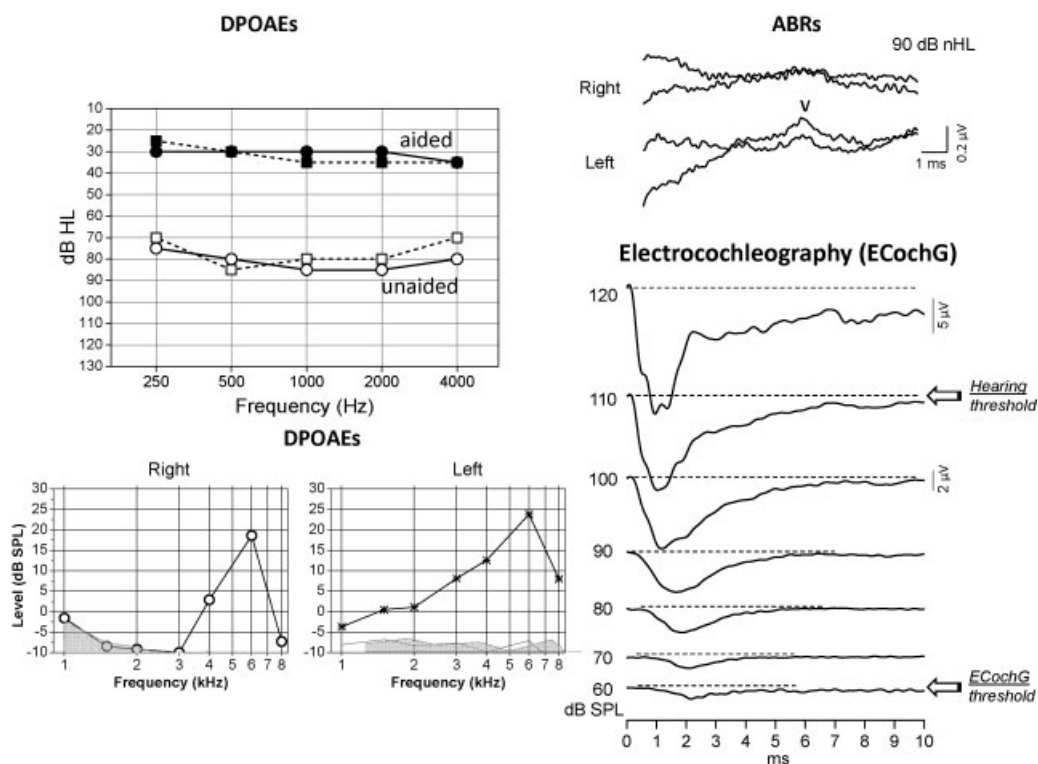 DPOAEs
10
20
30
40
50
60
70
80
90
100
110
120
130
dB HL
aided
unaided
250 500 1000 2000 4000
Frequency (Hz)
DPOAEs
Right
30
25
20
15
10
5
0
-5
-10
Level (dB SPL)
1 2 3 4 5 6 7 8
Frequency (kHz)
Left
30
25
20
15
10
5
0
-5
-10
1 2 3 4 5 6 7 8
Frequency (kHz)
ABRs
90 dB nHL
Right
V
Left
1 ms
0.2 µV
Electrocochleography (ECochG)
120
5 µV
110
Hearing
threshold
100
2 µV
90
80
70
60
ECochG
threshold
dB SPL
0 1 2 3 4 5 6 7 8 9 10
ms